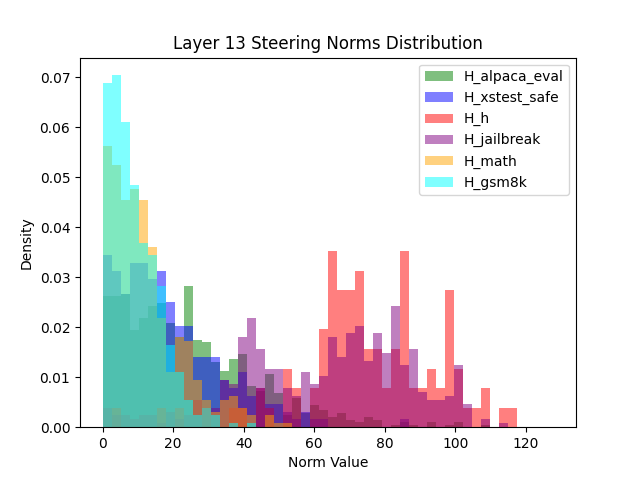 Layer 13 Steering Norms Distribution
H_alpaca_eval
H_xstest_safe
H_h
H_jailbreak
H_math
H_gsm8k
0.07
0.06
0.05
0.04
0.03
0.02
0.01
0.00
Density
0 20 40 60 80 100 120
Norm Value